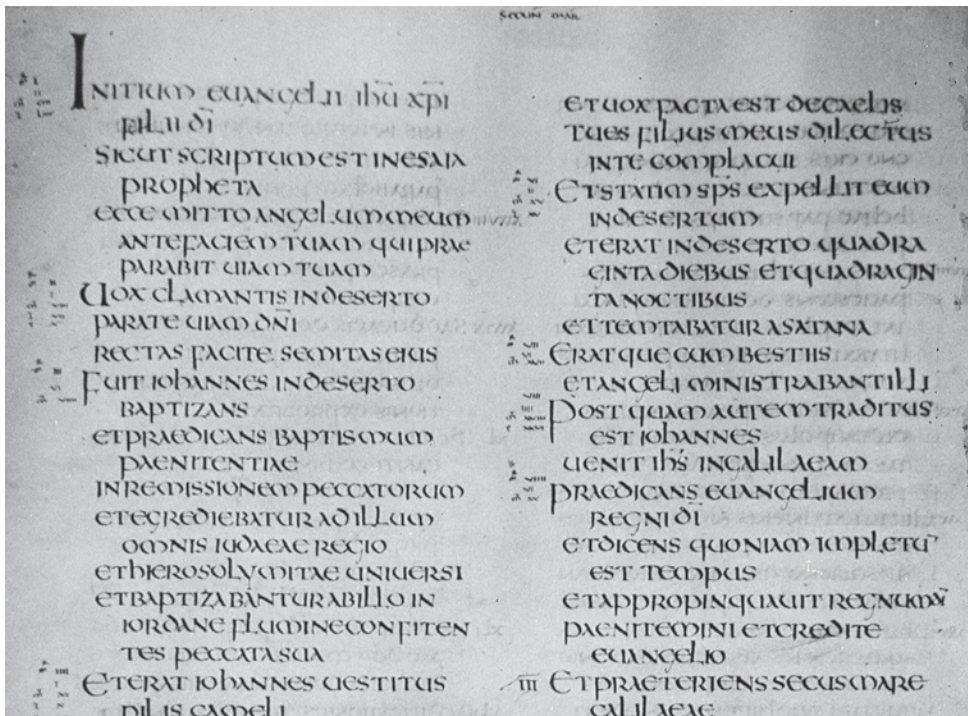 SECUN MAR
INITIUM EUANGELII IHU XPI
FILII DI
SICUT SCRIPTUM EST IN ESAIA
PROPHETA
ECCE MITTO ANGELUM MEUM
ANTE FACIEM TUAM QUI PRAE
PARABIT UIAM TUAM
UOX CLAMANTIS IN DESERTO
PARATE UIAM DNI
RECTAS FACITE SEMITAS EIUS
FUIT IOHANNES IN DESERTO
BAPTIZANS
ET PRAEDICANS BAPTISMUM
PAENITENTIAE
IN REMISSIONEM PECCATORUM
ET EGREDIEBATUR AD ILLUM
OMNIS IUDAEAE REGIO
ET HIEROSOLYMITAE UNIUERSI
ET BAPTIZABANTUR AB ILLO IN
IORDANE FLUMINE CONFITEN
TES PECCATA SUA
ET ERAT IOHANNES UESTITUS
PILIS CAMELI
ET UOX FACTA EST DE CAELIS
TU ES FILIUS MEUS DILECTUS
IN TE COMPLACUI
ET STATIM SPS EXPELLIT EUM
IN DESERTUM
ET ERAT IN DESERTO QUADRA
GINTA DIEBUS ET QUADRAGIN
TA NOCTIBUS
ET TEMTABATUR A SATANA
ERATQUE CUM BESTIIS
ET ANGELI MINISTRABANT ILLI
POSTQUAM AUTEM TRADITUS
EST IOHANNES
UENIT IHS IN GALILAEAM
PRAEDICANS EUANGELIUM
REGNI DI
ET DICENS QUONIAM IMPLETU
EST TEMPUS
ET APPROPINQUAUIT REGNUM DI
PAENITEMINI ET CREDITE
EUANGELIO
III ET PRAETERIENS SECUS MARE
GALILAEAE